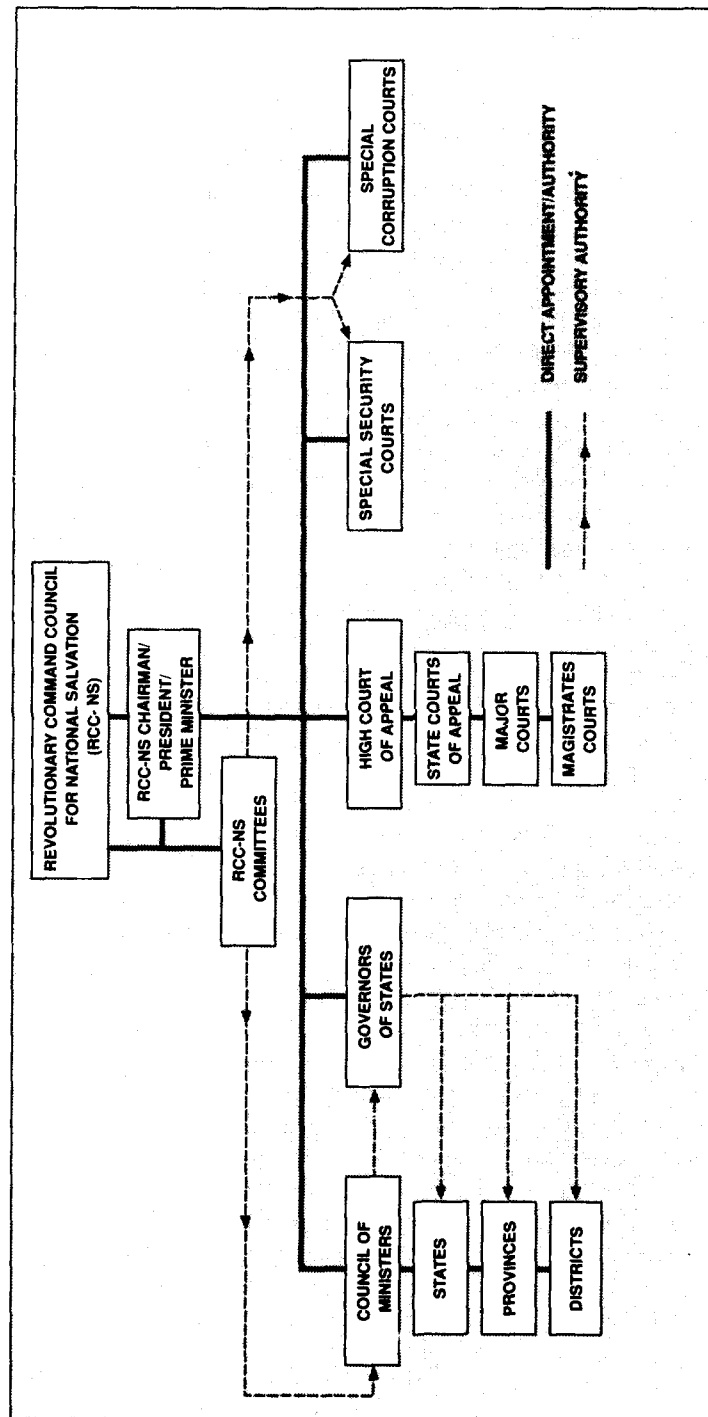 REVOLUTIONARY COMMAND COUNCIL
FOR NATIONAL SALVATION
(RCC- NS)
RCC-NS CHAIRMAN/
PRESIDENT/
PRIME MINISTER
RCC-NS
COMMITTEES
COUNCIL OF
MINISTERS
GOVERNORS
OF STATES
HIGH COURT
OF APPEAL
SPECIAL SECURITY
COURTS
SPECIAL
CORRUPTION COURTS
STATES
PROVINCES
DISTRICTS
STATE COURTS
OF APPEAL
MAJOR
COURTS
MAGISTRATES
COURTS
DIRECT APPOINTMENT/AUTHORITY
SUPERVISORY AUTHORITY